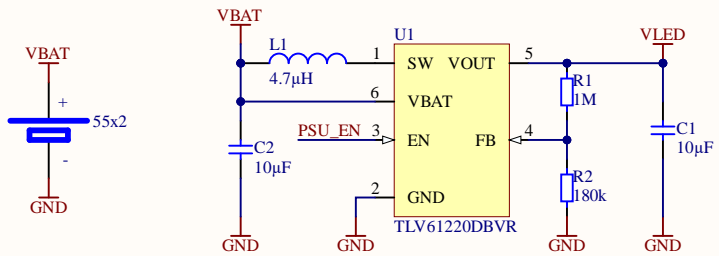 VBAT
+
55x2
-
GND
VBAT
L1
4.7µH
C2
10µF
GND
PSU_EN
U1
1 SW VOUT 5
6 VBAT
3 EN FB 4
2 GND
TLV61220DBVR
GND
R1
1M
R2
180k
GND
VLED
C1
10µF
GND